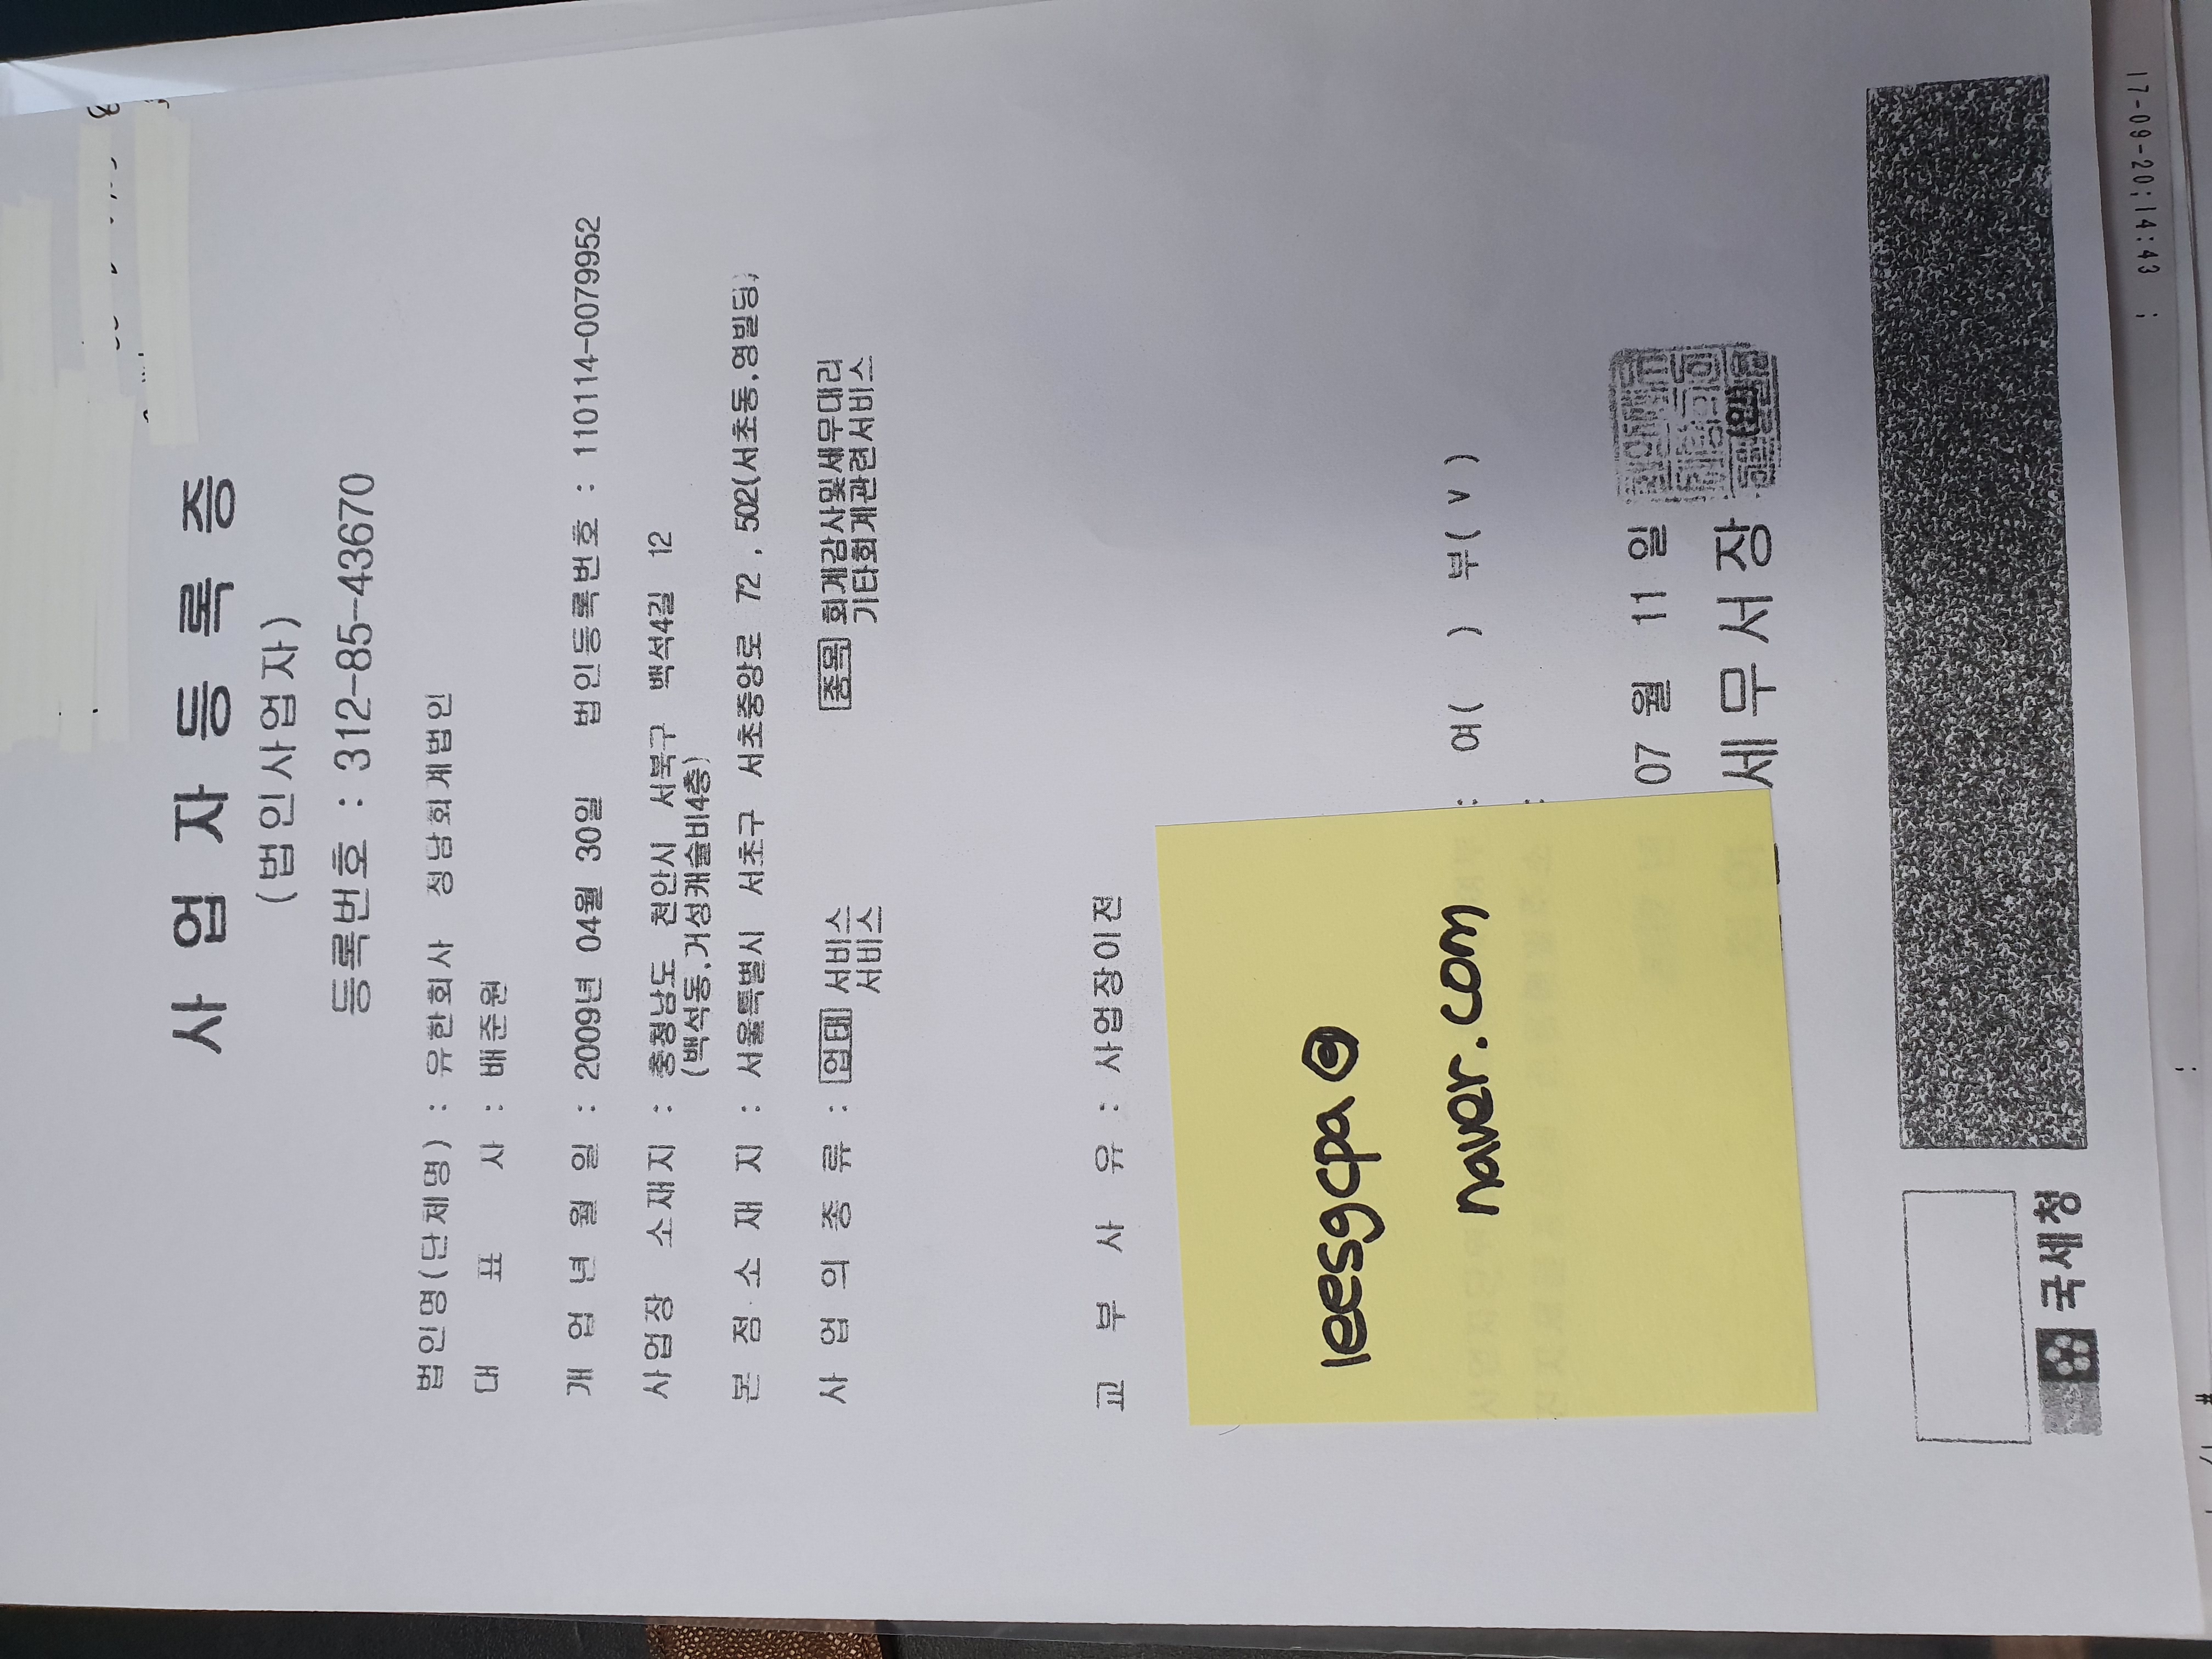 사 업 자 등 록 증
(법인사업자)
등록번호 : 312-85-43670
법인명(단체명) : 유한회사 정담회계법인
대 표 사 : 배준원
개 업 년 월 일 : 2009년 04월 30일 법인등록번호 : 110114-0079952
사업장 소재지 : 충청남도 천안시 서북구 백석4길 12
(백석동,거성캐슬비4층)
본 점 소 재 지 : 서울특별시 서초구 서초중앙로 72 , 502(서초동,영빌딩)
사 업 의 종 류 : 업태 서비스 종목 회계감사및세무대리
서비스 기타회계관련서비스
교 부 사 유 : 사업장이전
leesgcpa@
naver.com
: 여( ) 부( v )
:
07 월 11 일
세 무 서 장 (인)
국세청
17-09-20;14:43 ;